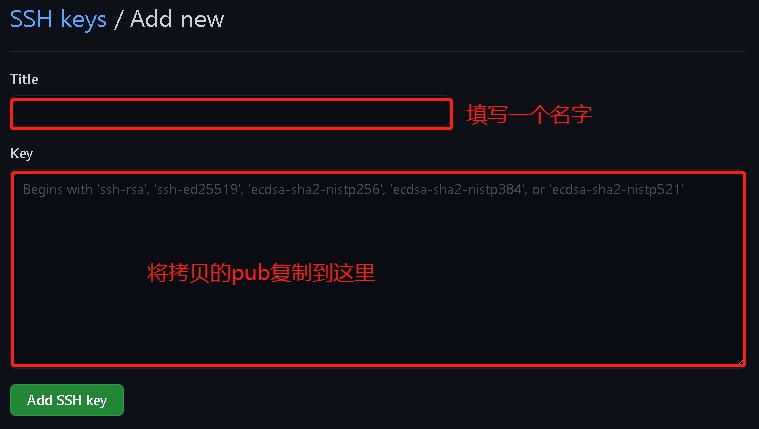 SSH keys / Add new
Title
填写一个名字
Key
Begins with 'ssh-rsa', 'ssh-ed25519', 'ecdsa-sha2-nistp256', 'ecdsa-sha2-nistp384', or 'ecdsa-sha2-nistp521'
将拷贝的pub复制到这里
Add SSH key